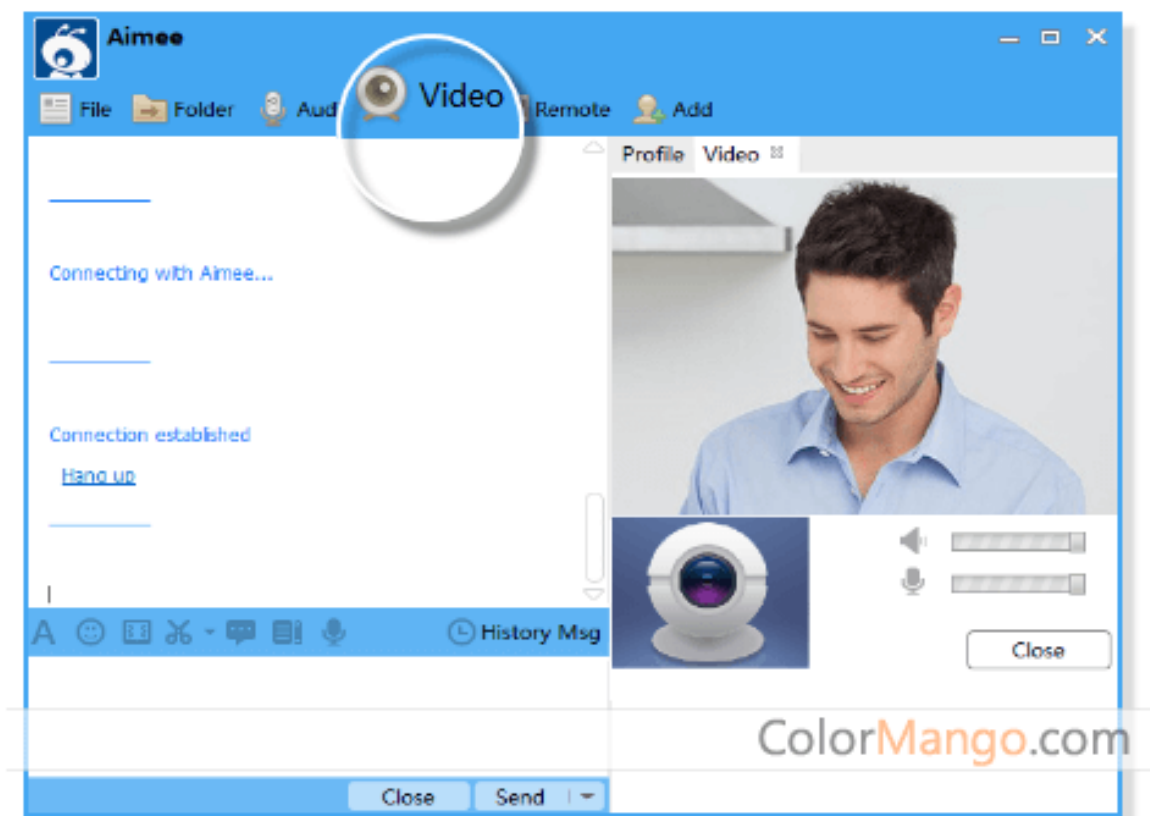 Aimee
File Folder Aud Video Remote Add
Profile Video
Connecting with Aimee...
Connection established
Hang up
A History Msg
Close
ColorMango.com
Close Send